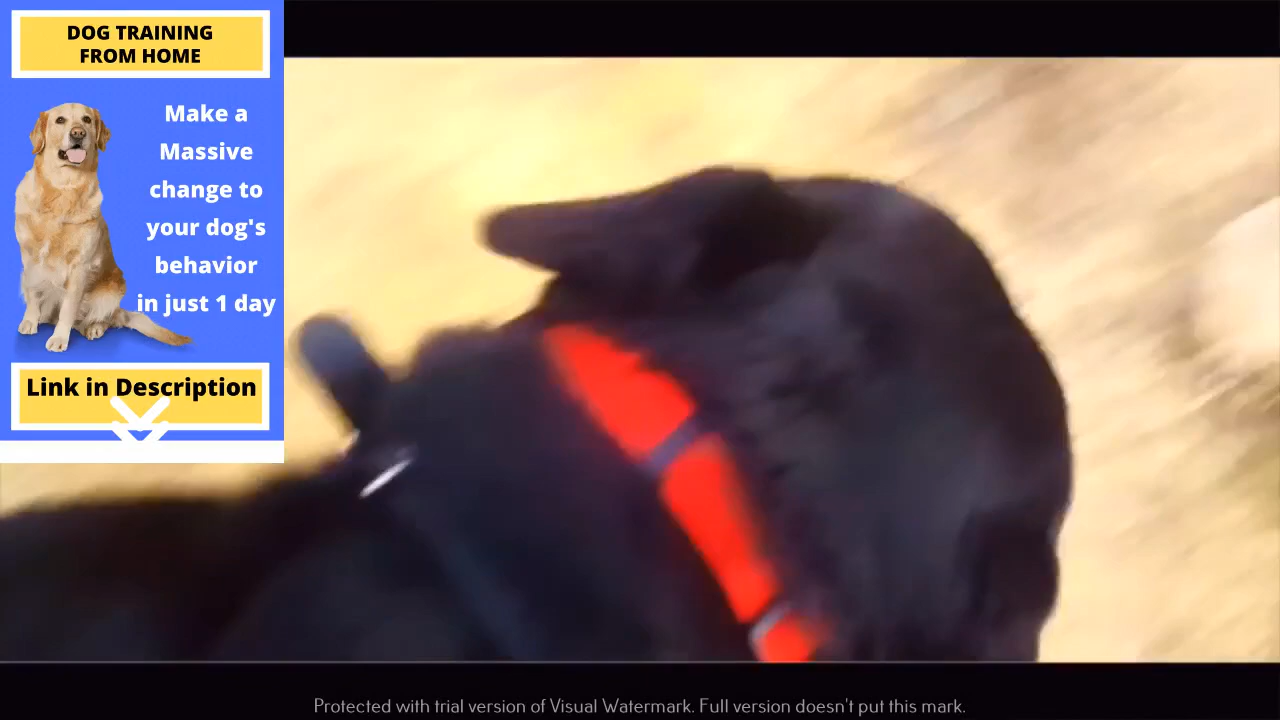 DOG TRAINING
FROM HOME
Make a
Massive
change to
your dog's
behavior
in just 1 day
Link in Description
Protected with trial version of Visual Watermark. Full version doesn't put this mark.